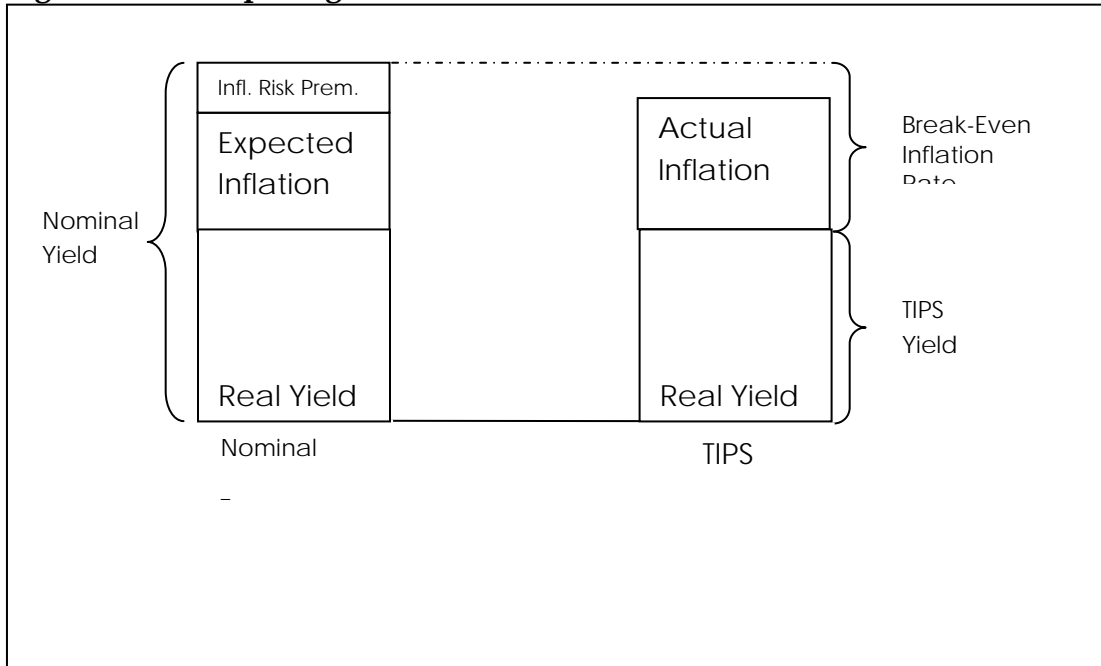 Infl. Risk Prem.
Expected
Inflation
Nominal
Yield
Real Yield
Nominal
Actual
Inflation
Real Yield
TIPS
Break-Even
Inflation
TIPS
Yield